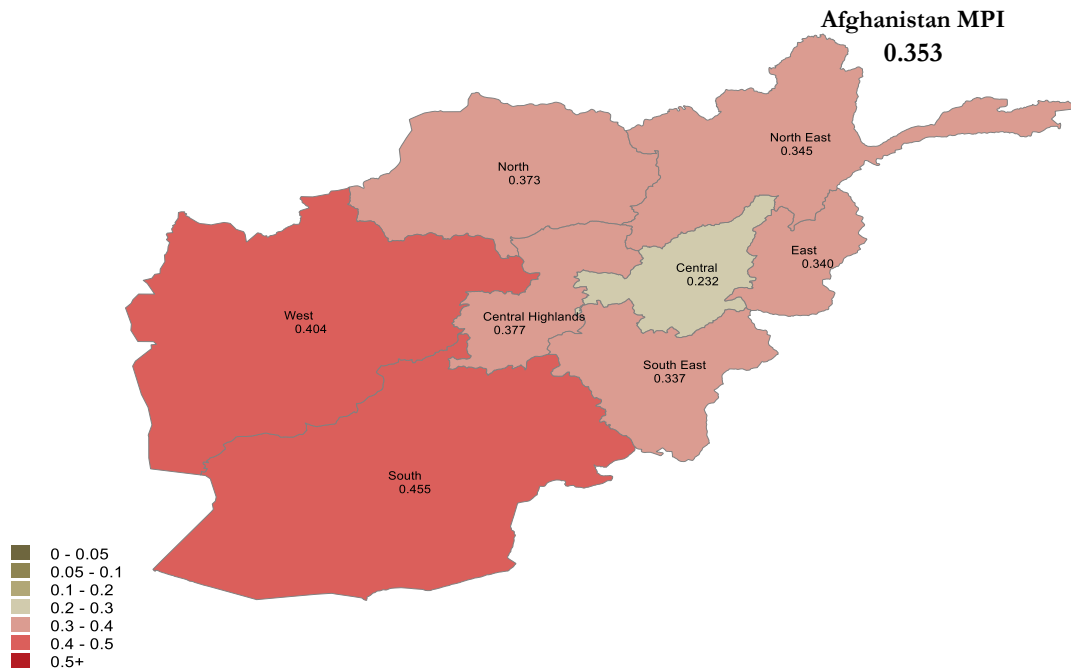 Afghanistan MPI
0.353
North East
0.345
North
0.373
East
0.340
Central
0.232
West
0.404
Central Highlands
0.377
South East
0.337
South
0.455
0 - 0.05
0.05 - 0.1
0.1 - 0.2
0.2 - 0.3
0.3 - 0.4
0.4 - 0.5
0.5+